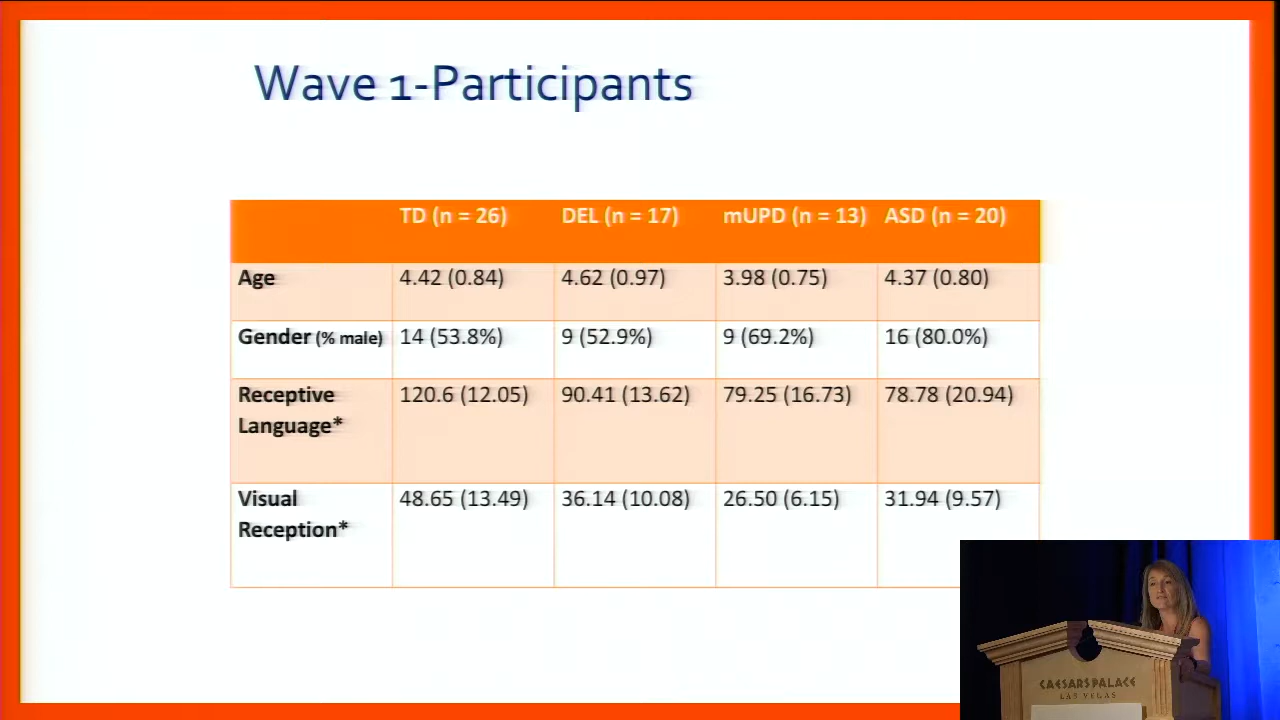 Wave 1-Participants
TD (n = 26) DEL (n = 17) mUPD (n = 13) ASD (n = 20)
Age 4.42 (0.84) 4.62 (0.97) 3.98 (0.75) 4.37 (0.80)
Gender (% male) 14 (53.8%) 9 (52.9%) 9 (69.2%) 16 (80.0%)
Receptive 120.6 (12.05) 90.41 (13.62) 79.25 (16.73) 78.78 (20.94)
Language*
Visual 48.65 (13.49) 36.14 (10.08) 26.50 (6.15) 31.94 (9.57)
Reception*
CAESARS PALACE
LAS VEGAS